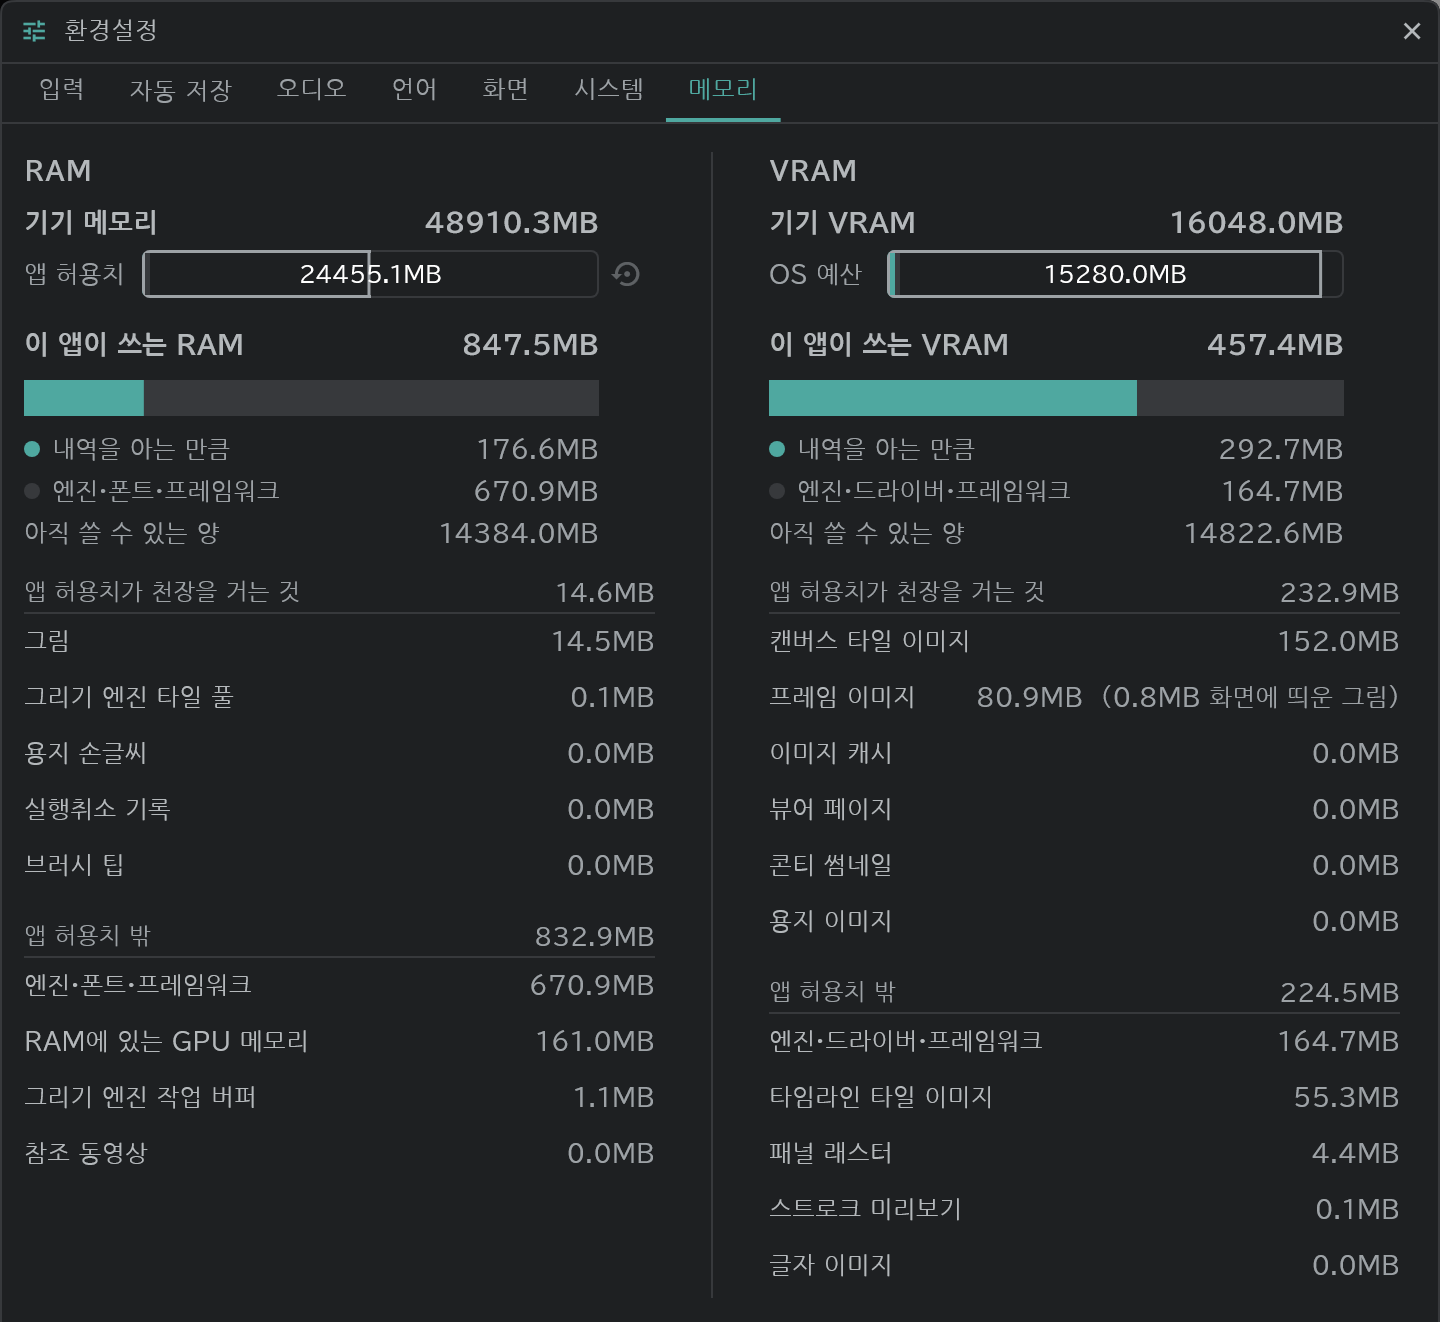 환경설정
입력 자동 저장 오디오 언어 화면 시스템 메모리
RAM
기기 메모리 48910.3MB
앱 허용치 24455.1MB
이 앱이 쓰는 RAM 847.5MB
내역을 아는 만큼 176.6MB
엔진·폰트·프레임워크 670.9MB
아직 쓸 수 있는 양 14384.0MB
앱 허용치가 천장을 거는 것 14.6MB
그림 14.5MB
그리기 엔진 타일 풀 0.1MB
용지 손글씨 0.0MB
실행취소 기록 0.0MB
브러시 팁 0.0MB
앱 허용치 밖 832.9MB
엔진·폰트·프레임워크 670.9MB
RAM에 있는 GPU 메모리 161.0MB
그리기 엔진 작업 버퍼 1.1MB
참조 동영상 0.0MB
VRAM
기기 VRAM 16048.0MB
OS 예산 15280.0MB
이 앱이 쓰는 VRAM 457.4MB
내역을 아는 만큼 292.7MB
엔진·드라이버·프레임워크 164.7MB
아직 쓸 수 있는 양 14822.6MB
앱 허용치가 천장을 거는 것 232.9MB
캔버스 타일 이미지 152.0MB
프레임 이미지 80.9MB (0.8MB 화면에 띄운 그림)
이미지 캐시 0.0MB
뷰어 페이지 0.0MB
콘티 썸네일 0.0MB
용지 이미지 0.0MB
앱 허용치 밖 224.5MB
엔진·드라이버·프레임워크 164.7MB
타임라인 타일 이미지 55.3MB
패널 래스터 4.4MB
스트로크 미리보기 0.1MB
글자 이미지 0.0MB